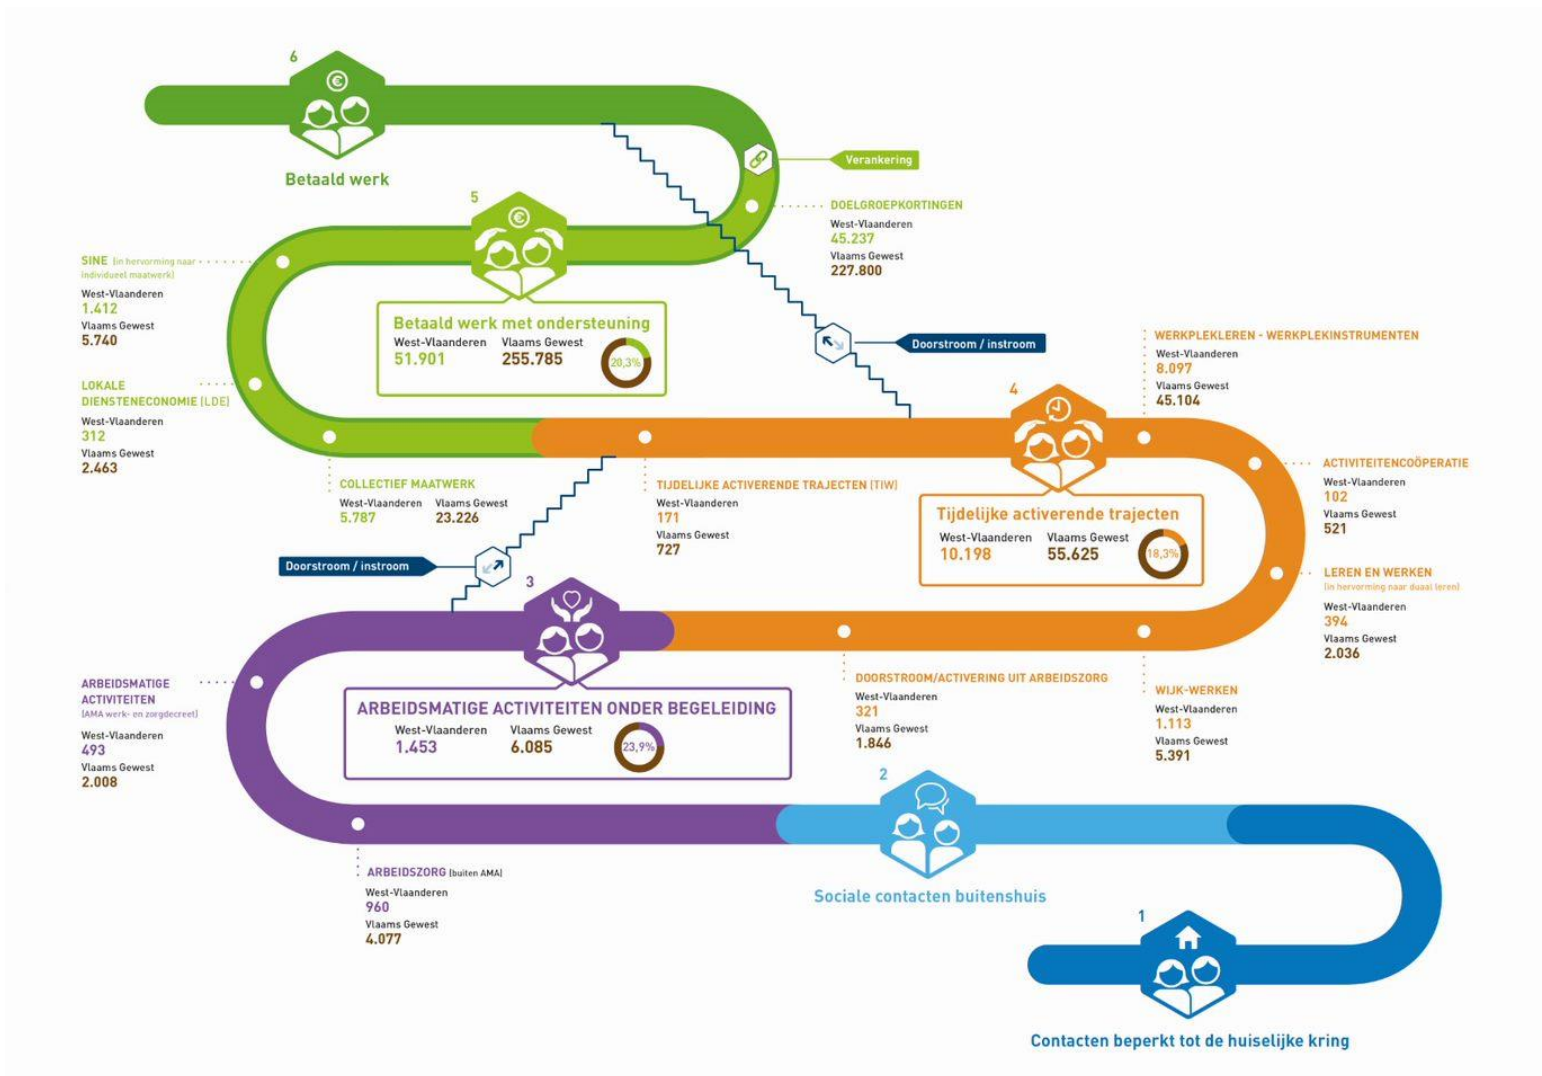 6
Betaald werk
Verankering
DOELGROEPKORTINGEN
West-Vlaanderen
45.237
Vlaams Gewest
227.800
5
SINE (in hervorming naar
individueel maatwerk)
West-Vlaanderen
1.412
Vlaams Gewest
5.740
Betaald werk met ondersteuning
West-Vlaanderen Vlaams Gewest
51.901 255.785
20,3%
Doorstroom / instroom
WERKPLEKLEREN - WERKPLEKINSTRUMENTEN
West-Vlaanderen
8.097
Vlaams Gewest
45.104
LOKALE
DIENSTENECONOMIE (LDE)
West-Vlaanderen
312
Vlaams Gewest
2.463
4
COLLECTIEF MAATWERK
West-Vlaanderen Vlaams Gewest
5.787 23.226
TIJDELIJKE ACTIVERENDE TRAJECTEN (TIW)
West-Vlaanderen
171
Vlaams Gewest
727
Tijdelijke activerende trajecten
West-Vlaanderen Vlaams Gewest
10.198 55.625
18,3%
ACTIVITEITENCOÖPERATIE
West-Vlaanderen
102
Vlaams Gewest
521
Doorstroom / instroom
LEREN EN WERKEN
(in hervorming naar duaal leren)
West-Vlaanderen
394
Vlaams Gewest
2.036
3
ARBEIDSMATIGE
ACTIVITEITEN
(AMA werk- en zorgdecreet)
West-Vlaanderen
493
Vlaams Gewest
2.008
ARBEIDSMATIGE ACTIVITEITEN ONDER BEGELEIDING
West-Vlaanderen Vlaams Gewest
1.453 6.085
23,9%
DOORSTROOM/ACTIVERING UIT ARBEIDSZORG
West-Vlaanderen
321
Vlaams Gewest
1.846
WIJK-WERKEN
West-Vlaanderen
1.113
Vlaams Gewest
5.391
2
Sociale contacten buitenshuis
ARBEIDSZORG (buiten AMA)
West-Vlaanderen
960
Vlaams Gewest
4.077
1
Contacten beperkt tot de huiselijke kring